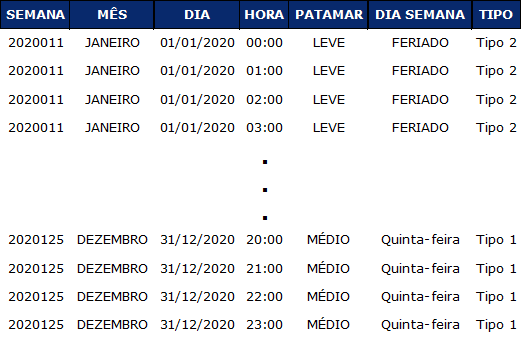 SEMANA MÊS DIA HORA PATAMAR DIA SEMANA TIPO
2020011 JANEIRO 01/01/2020 00:00 LEVE FERIADO Tipo 2
2020011 JANEIRO 01/01/2020 01:00 LEVE FERIADO Tipo 2
2020011 JANEIRO 01/01/2020 02:00 LEVE FERIADO Tipo 2
2020011 JANEIRO 01/01/2020 03:00 LEVE FERIADO Tipo 2
.
.
.
2020125 DEZEMBRO 31/12/2020 20:00 MÉDIO Quinta-feira Tipo 1
2020125 DEZEMBRO 31/12/2020 21:00 MÉDIO Quinta-feira Tipo 1
2020125 DEZEMBRO 31/12/2020 22:00 MÉDIO Quinta-feira Tipo 1
2020125 DEZEMBRO 31/12/2020 23:00 MÉDIO Quinta-feira Tipo 1